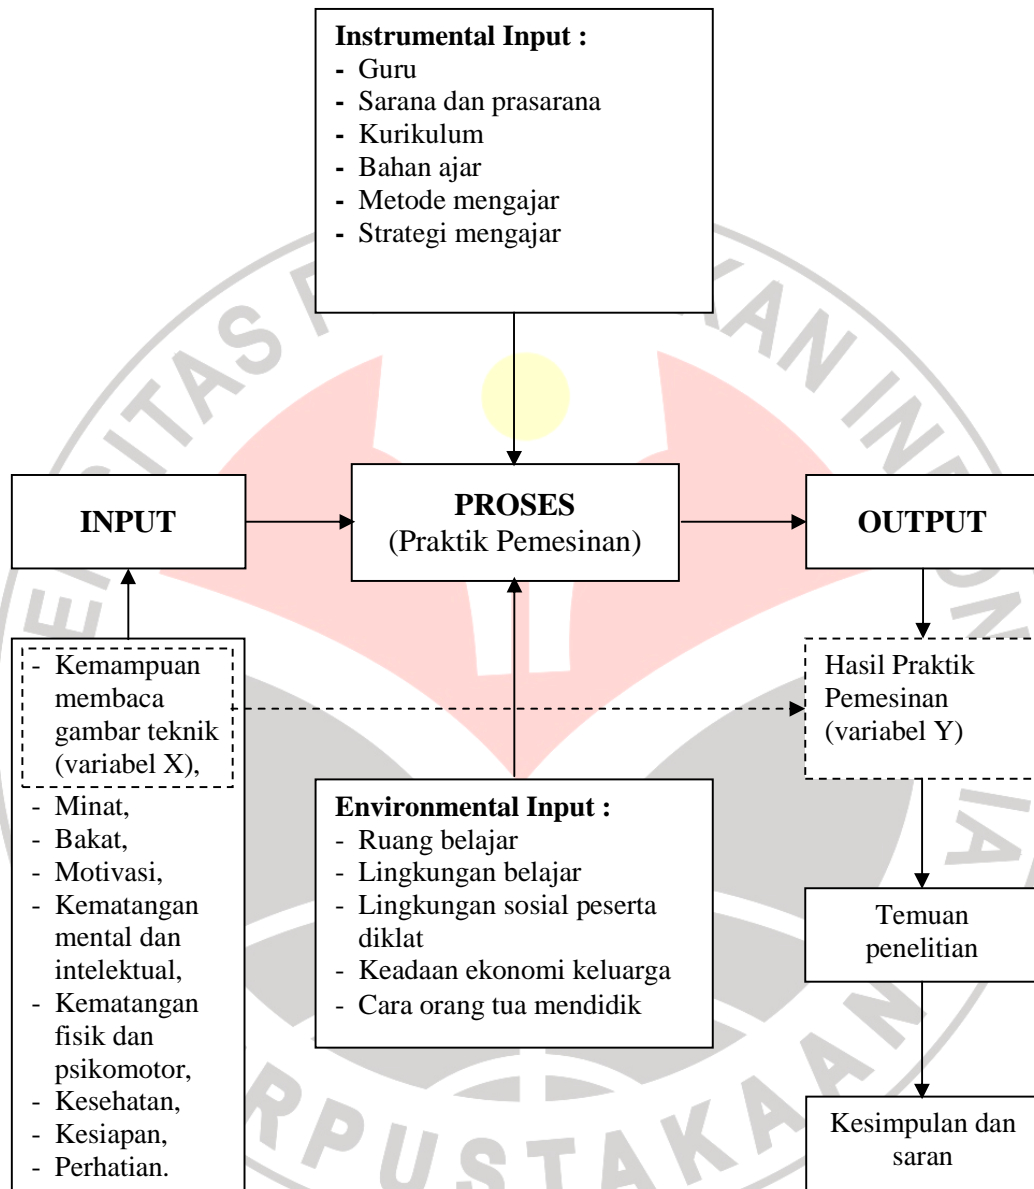 Instrumental Input :
- Guru
- Sarana dan prasarana
- Kurikulum
- Bahan ajar
- Metode mengajar
- Strategi mengajar
INPUT
PROSES
(Praktik Pemesinan)
OUTPUT
- Kemampuan
membaca
gambar teknik
(variabel X),
- Minat,
- Bakat,
- Motivasi,
- Kematangan
mental dan
intelektual,
- Kematangan
fisik dan
psikomotor,
- Kesehatan,
- Kesiapan,
- Perhatian.
Environmental Input :
- Ruang belajar
- Lingkungan belajar
- Lingkungan sosial peserta
diklat
- Keadaan ekonomi keluarga
- Cara orang tua mendidik
Hasil Praktik
Pemesinan
(variabel Y)
Temuan
penelitian
Kesimpulan dan
saran